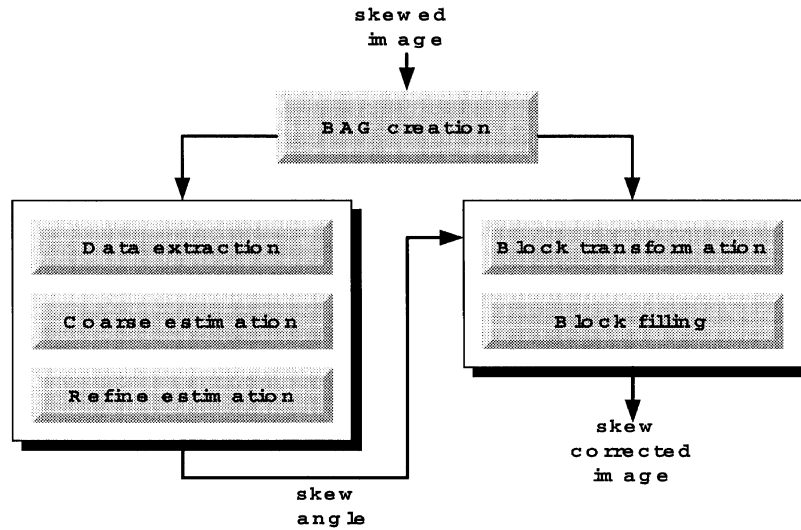 skewed
image
BAG creation
Data extraction
Coarse estimation
Refine estimation
Block transformation
Block filling
skew
angle
skew
corrected
image